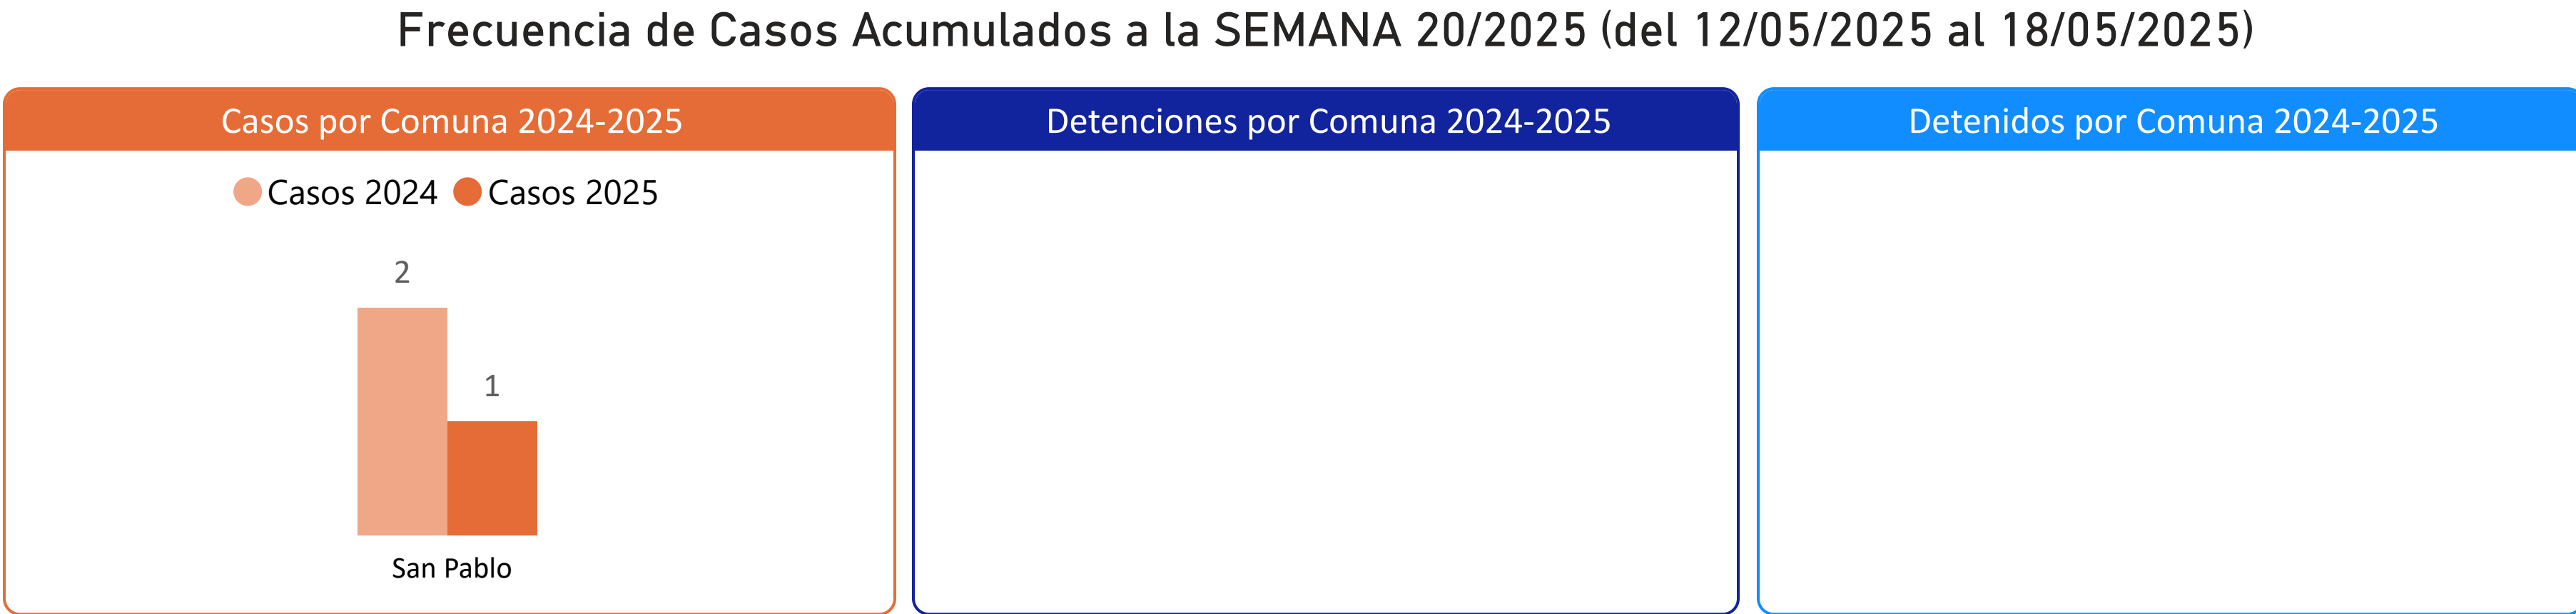 Frecuencia de Casos Acumulados a la SEMANA 20/2025 (del 12/05/2025 al 18/05/2025)
Casos por Comuna 2024-2025
Casos 2024 Casos 2025
2
1
San Pablo
Detenciones por Comuna 2024-2025
Detenidos por Comuna 2024-2025